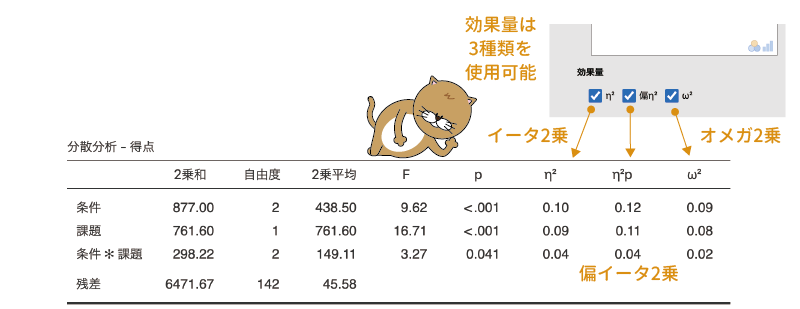 効果量は
3種類を
使用可能
効果量
η² 偏η² ω²
イータ2乗 オメガ2乗
分散分析 – 得点
2乗和 自由度 2乗平均 F p η² η²p ω²
条件 877.00 2 438.50 9.62 <.001 0.10 0.12 0.09
課題 761.60 1 761.60 16.71 <.001 0.09 0.11 0.08
条件＊課題 298.22 2 149.11 3.27 0.041 0.04 0.04 0.02
偏イータ2乗
残差 6471.67 142 45.58